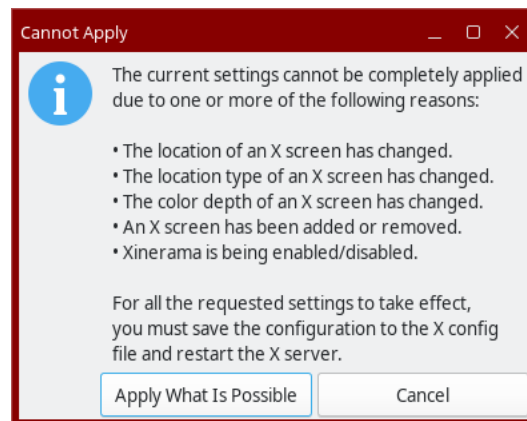 Cannot Apply
The current settings cannot be completely applied
due to one or more of the following reasons:
• The location of an X screen has changed.
• The location type of an X screen has changed.
• The color depth of an X screen has changed.
• An X screen has been added or removed.
• Xinerama is being enabled/disabled.
For all the requested settings to take effect,
you must save the configuration to the X config
file and restart the X server.
Apply What Is Possible
Cancel